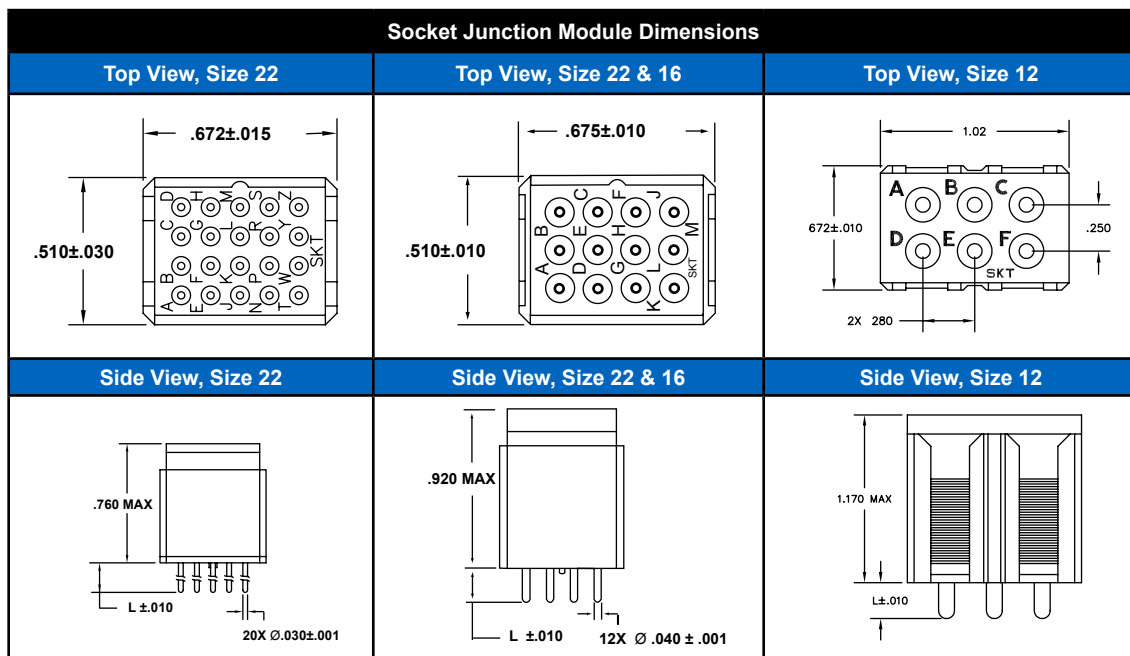 Socket Junction Module Dimensions
Top View, Size 22
Top View, Size 22 & 16
Top View, Size 12
.672±.015
.510±.030
D H M S Z
C G L R Y
B F K P W
A E J N T
SKT
.675±.010
.510±.010
C F J
B E H M
A D G L
K
SKT
1.02
672±.010
A B C
D E F
SKT
.250
2X 280
Side View, Size 22
Side View, Size 22 & 16
Side View, Size 12
.760 MAX
L ±.010
20X Ø.030±.001
.920 MAX
L ±.010
12X Ø .040 ± .001
1.170 MAX
L±.010